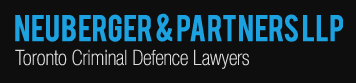 NEUBERGER & PARTNERS LLP
Toronto Criminal Defence Lawyers